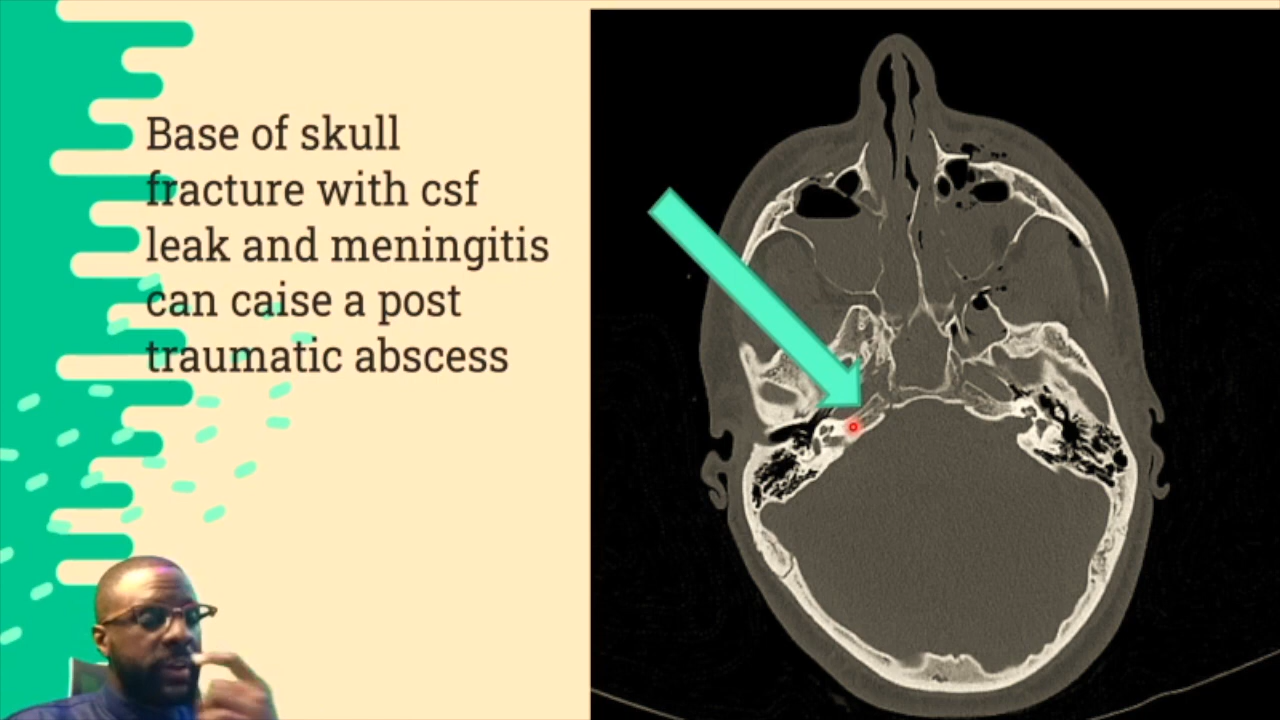 Base of skull
fracture with csf
leak and meningitis
can caise a post
traumatic abscess